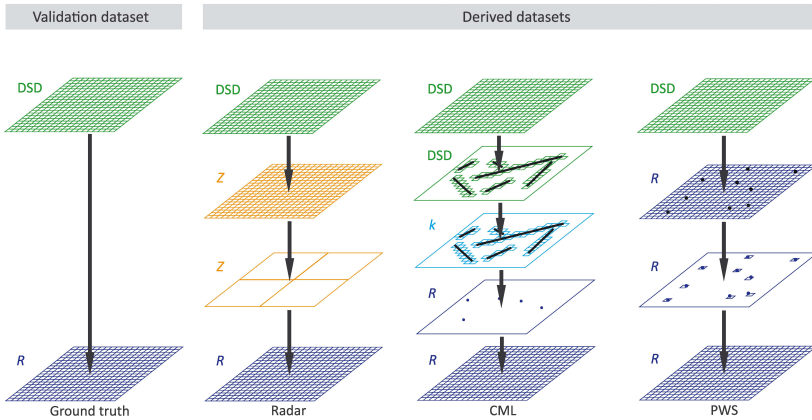 Validation dataset
Derived datasets
DSD
DSD
DSD
DSD
DSD
Z
R
k
Z
R
R
R
R
R
R
Ground truth
Radar
CML
PWS